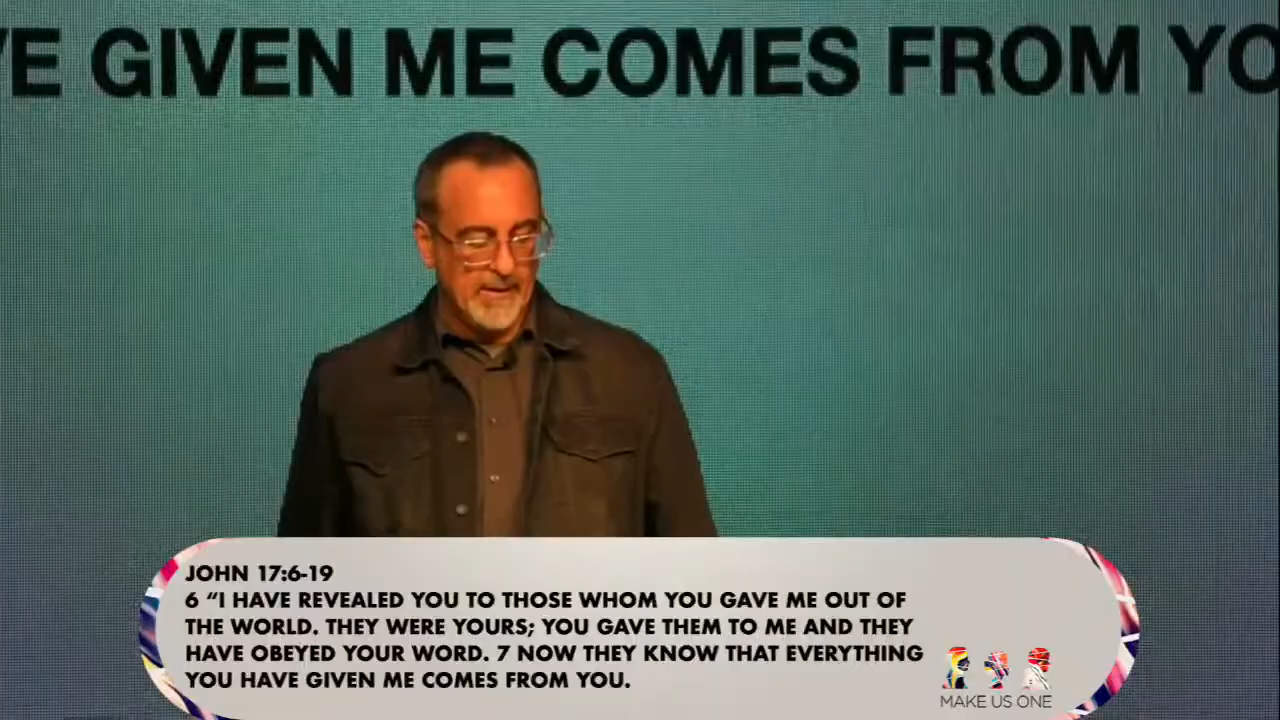 GIVEN ME COMES FROM
JOHN 17:6-19
6 “I HAVE REVEALED YOU TO THOSE WHOM YOU GAVE ME OUT OF
THE WORLD. THEY WERE YOURS; YOU GAVE THEM TO ME AND THEY
HAVE OBEYED YOUR WORD. 7 NOW THEY KNOW THAT EVERYTHING
YOU HAVE GIVEN ME COMES FROM YOU.
MAKE US ONE